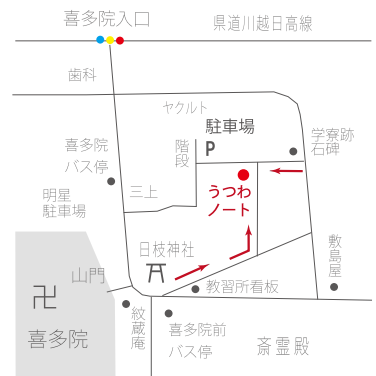 喜多院入口
県道川越日高線
歯科
ヤクルト
駐車場
P
階段
学寮跡
石碑
喜多院
バス停
明星
駐車場
三上
うつわ
ノート
日枝神社
敷島屋
山門
卍
喜多院
教習所看板
紋蔵庵
喜多院前
バス停
斎霊殿